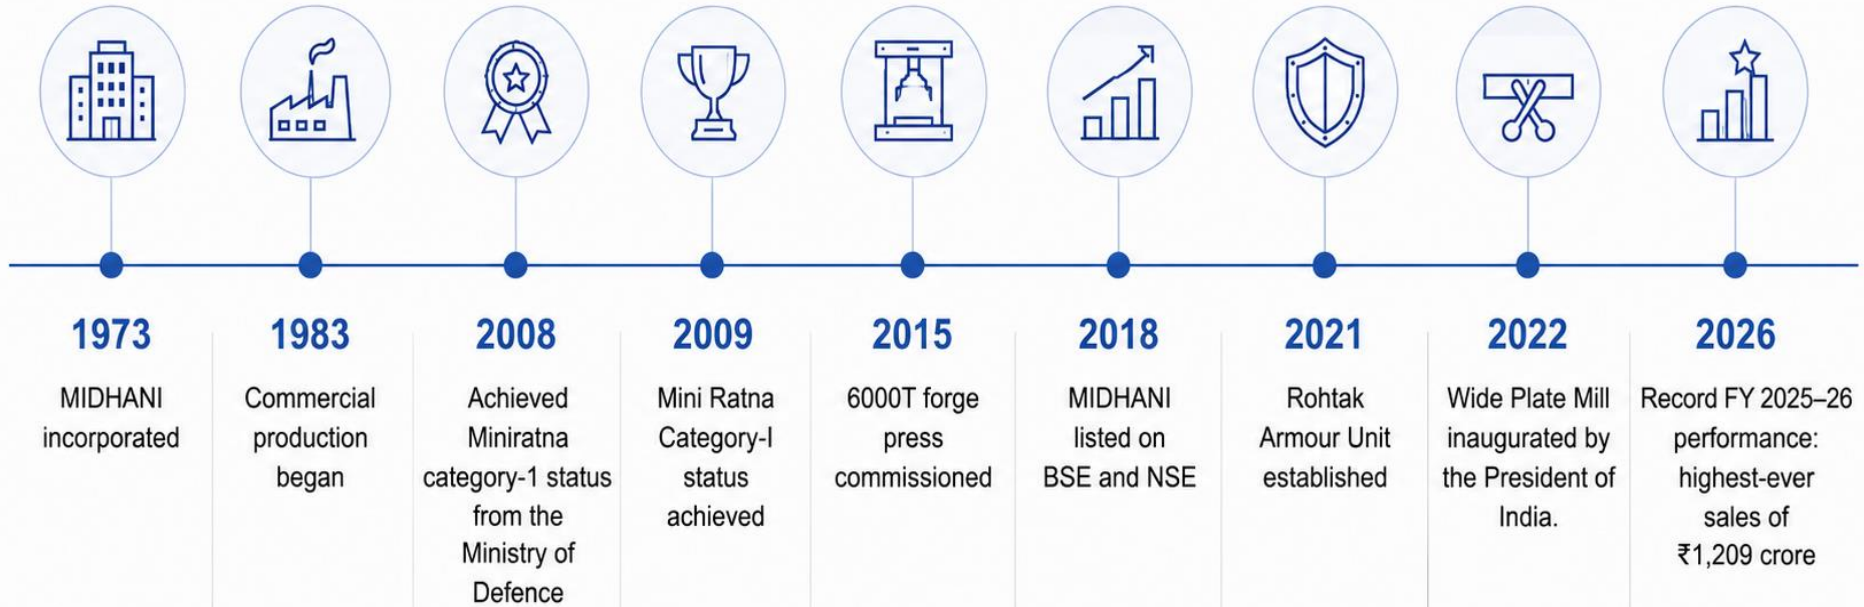 1973
MIDHANI
incorporated
1983
Commercial
production
began
2008
Achieved
Miniratna
category-1 status
from the
Ministry of
Defence
2009
Mini Ratna
Category-I
status
achieved
2015
6000T forge
press
commissioned
2018
MIDHANI
listed on
BSE and NSE
2021
Rohtak
Armour Unit
established
2022
Wide Plate Mill
inaugurated by
the President of
India.
2026
Record FY 2025–26
performance:
highest-ever
sales of
₹1,209 crore